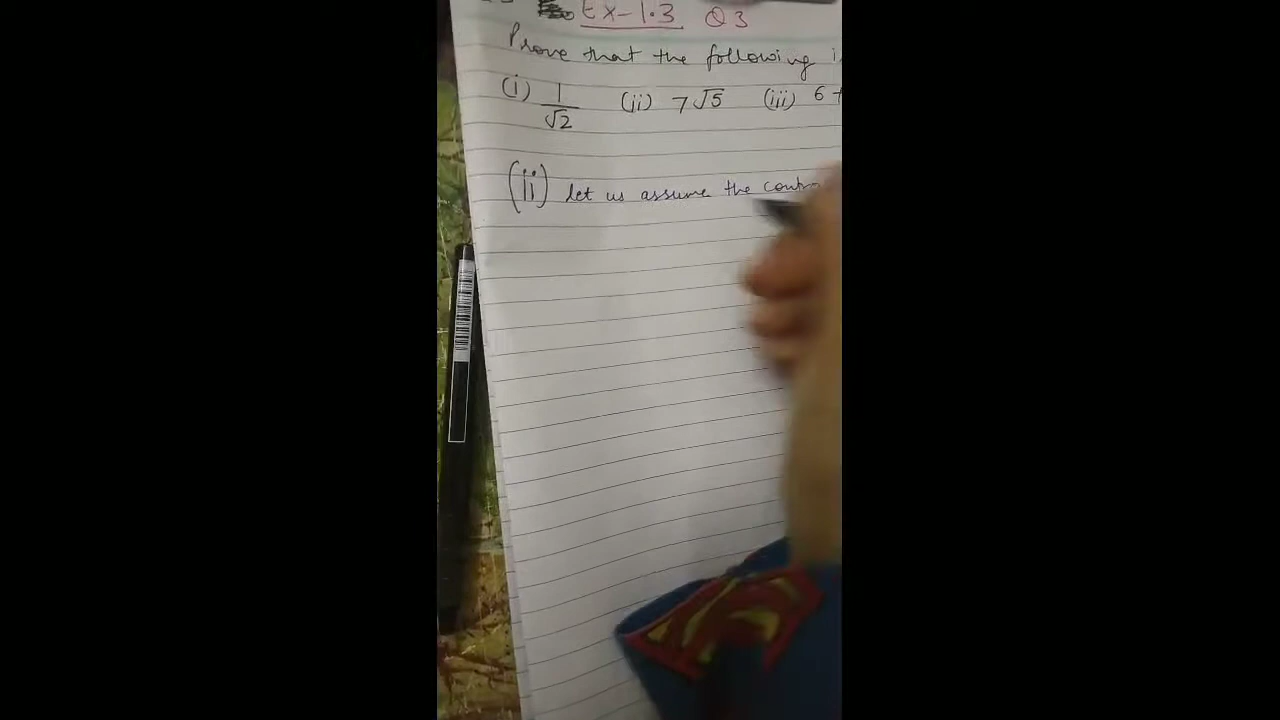 Ex-1.3 Q3
Prove that the following
(i) 1/√2 (ii) 7√5 (iii) 6 +
(ii) let us assume the